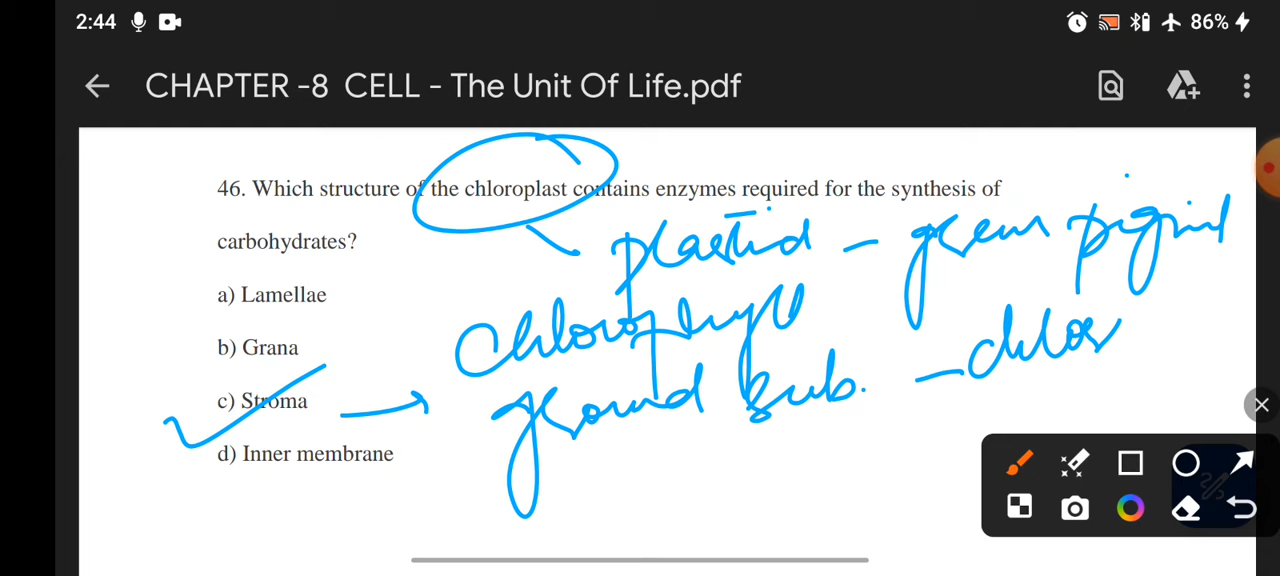 2:44 86%
CHAPTER -8 CELL - The Unit Of Life.pdf
46. Which structure of the chloroplast contains enzymes required for the synthesis of
carbohydrates?
plastid - green pigment
a) Lamellae
chlorophyll
b) Grana
c) Stroma → ground sub. - chlor
d) Inner membrane